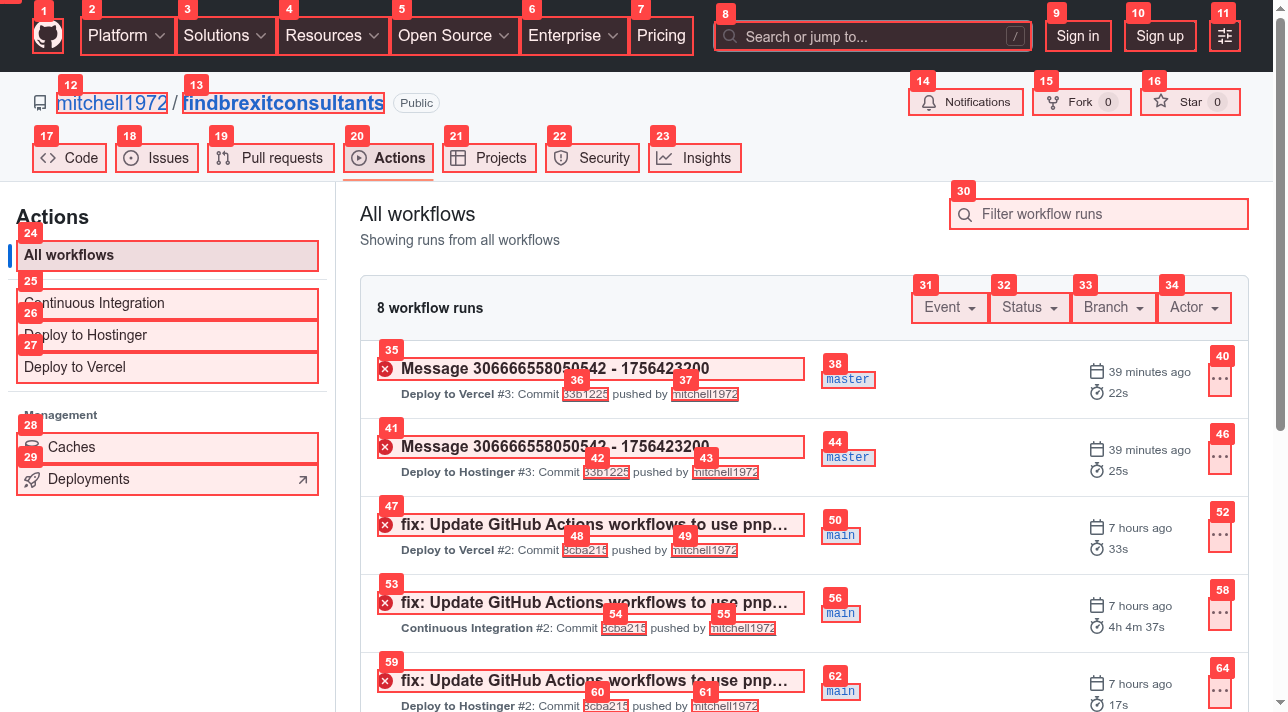 1 2 3 4 5 6 7 8 9 10 11
Platform Solutions Resources Open Source Enterprise Pricing Search or jump to... / Sign in Sign up
12 13 14 15 16
mitchell1972 / findbrexitconsultants Public Notifications Fork 0 Star 0
17 18 19 20 21 22 23
Code Issues Pull requests Actions Projects Security Insights
Actions
24
All workflows
25
Continuous Integration
26
Deploy to Hostinger
27
Deploy to Vercel
Management
28
Caches
29
Deployments
All workflows
Showing runs from all workflows
30
Filter workflow runs
8 workflow runs
31 32 33 34
Event Status Branch Actor
35
Message 306666558050542 - 1756423200
36 37
Deploy to Vercel #3: Commit 33b1225 pushed by mitchell1972
38
master
39 minutes ago
22s
40
41
Message 306666558050542 - 1756423200
42 43
Deploy to Hostinger #3: Commit 33b1225 pushed by mitchell1972
44
master
39 minutes ago
25s
46
47
fix: Update GitHub Actions workflows to use pnp…
48 49
Deploy to Vercel #2: Commit 8cba215 pushed by mitchell1972
50
main
7 hours ago
33s
52
53
fix: Update GitHub Actions workflows to use pnp…
54 55
Continuous Integration #2: Commit 8cba215 pushed by mitchell1972
56
main
7 hours ago
4h 4m 37s
58
59
fix: Update GitHub Actions workflows to use pnp…
60 61
Deploy to Hostinger #2: Commit 8cba215 pushed by mitchell1972
62
main
7 hours ago
17s
64